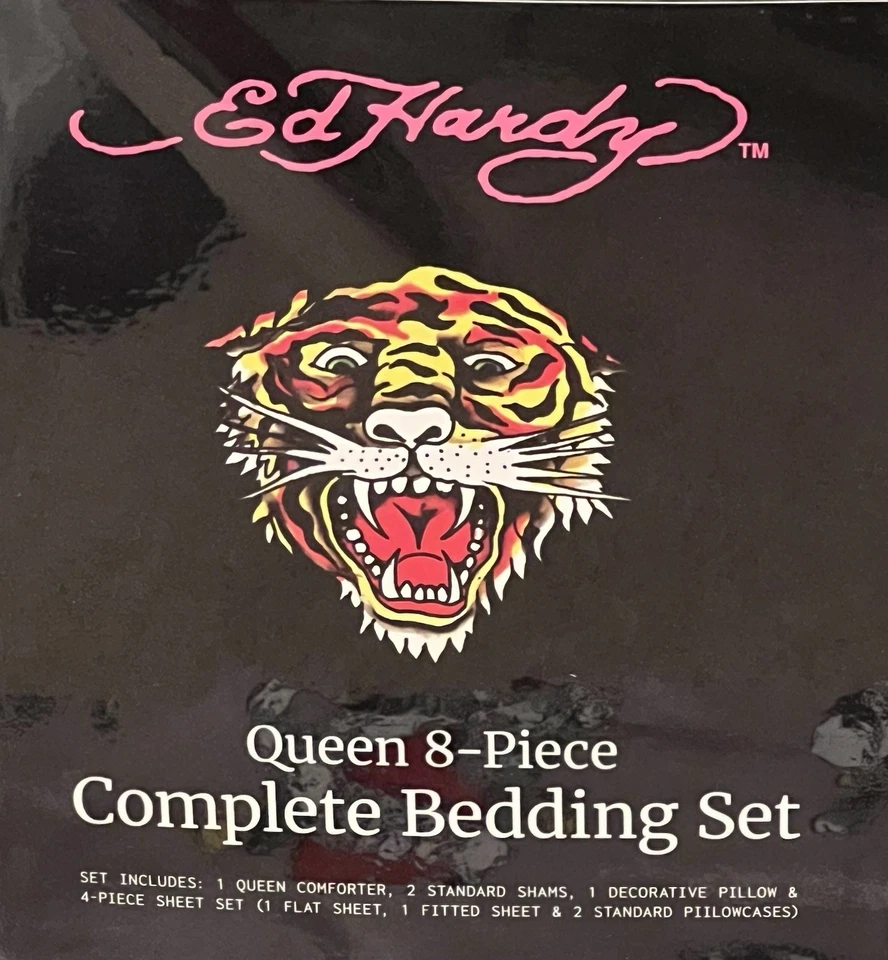 Ed Hardy™
Queen 8-Piece
Complete Bedding Set
SET INCLUDES: 1 QUEEN COMFORTER, 2 STANDARD SHAMS, 1 DECORATIVE PILLOW &
4-PIECE SHEET SET (1 FLAT SHEET, 1 FITTED SHEET & 2 STANDARD PIILOWCASES)